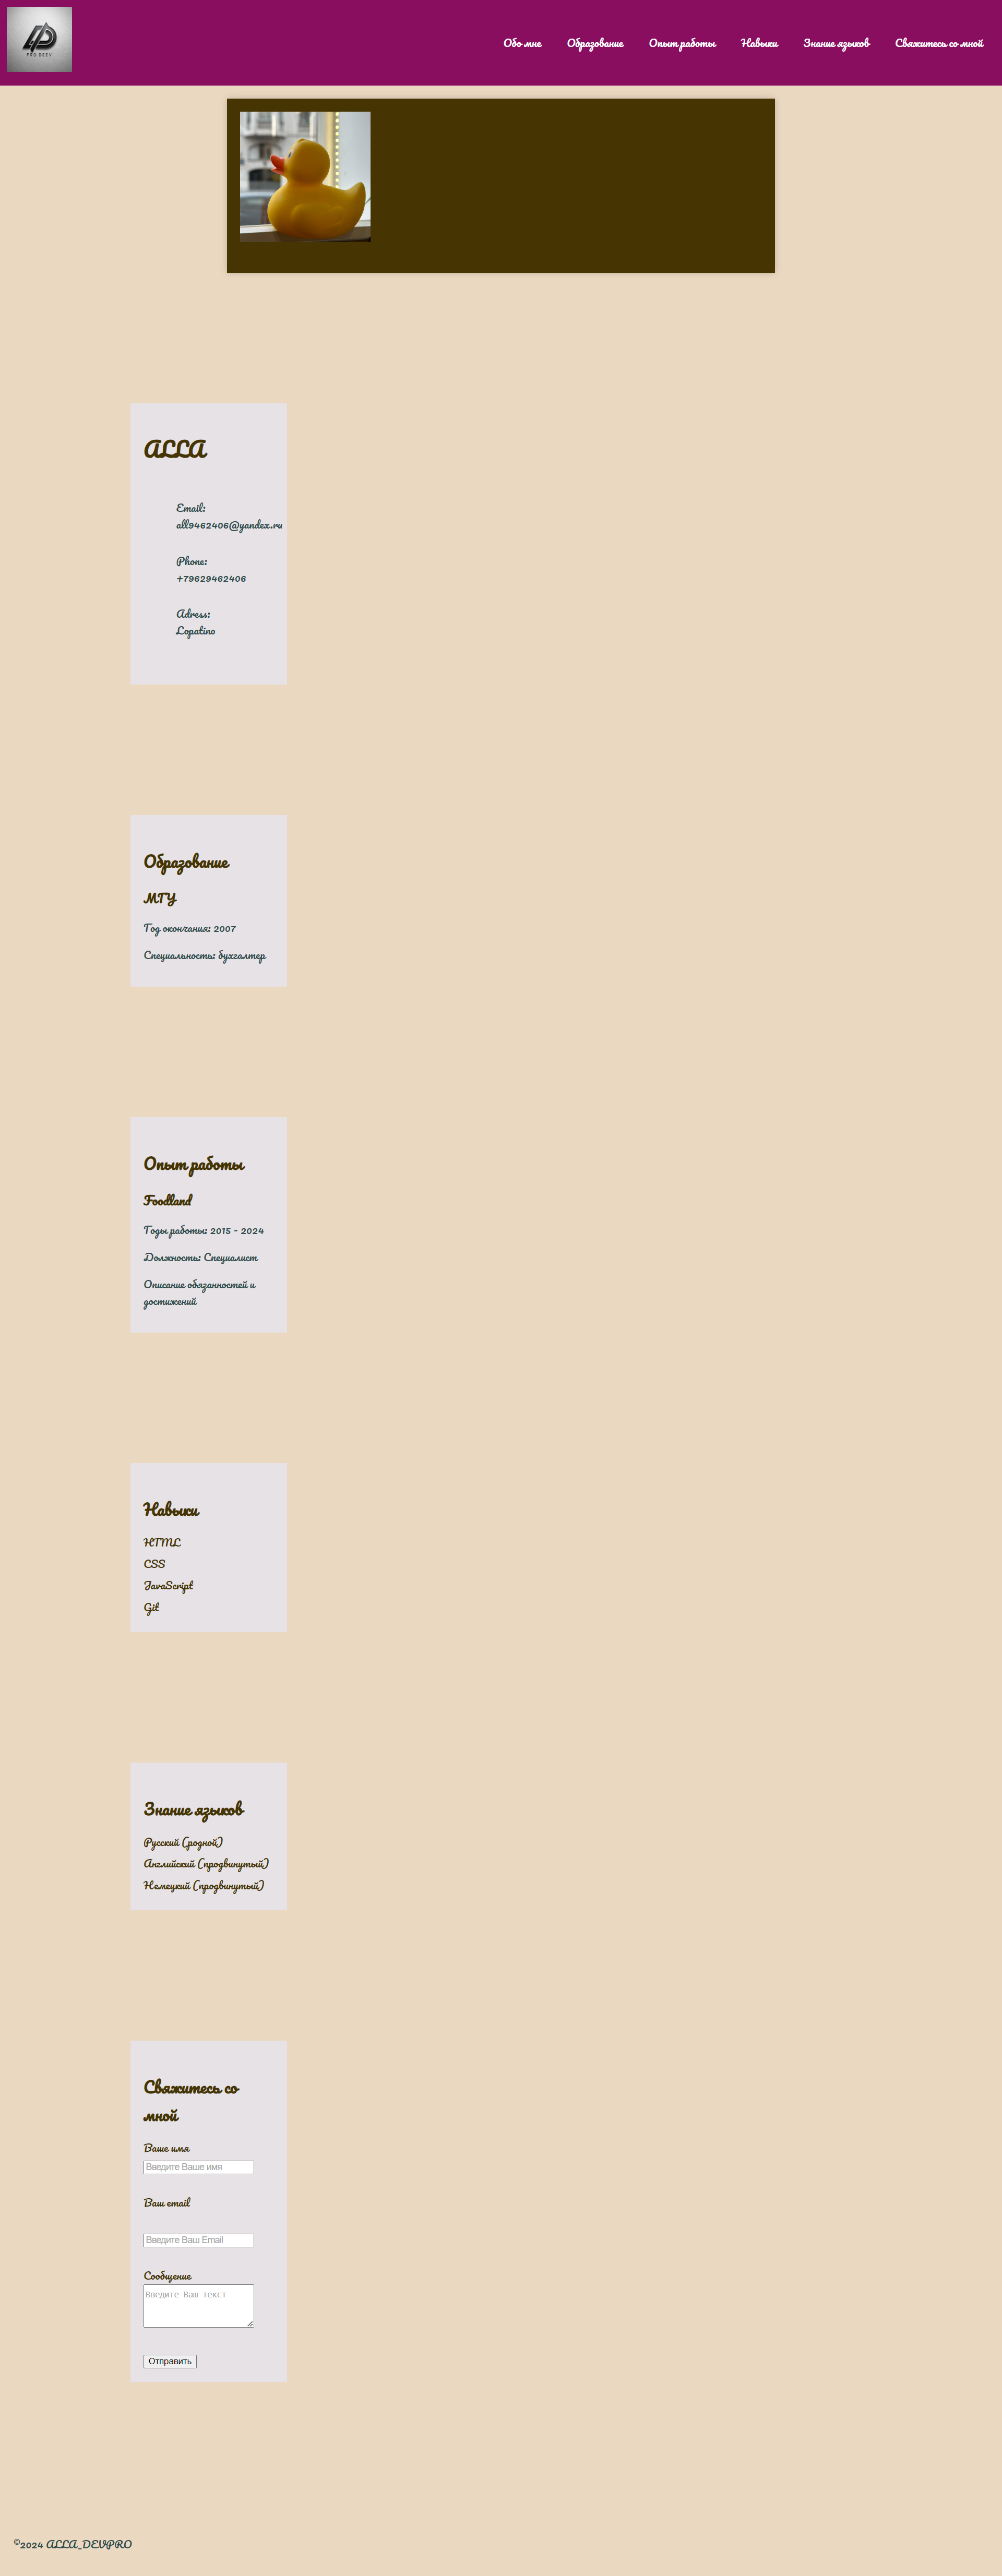 PRO DEEV
Обо мне Образование Опыт работы Навыки Знание языков Свяжитесь со мной
ALLA
Email:
all9462406@yandex.ru
Phone:
+79629462406
Adress:
Lopatino
Образование
МГУ
Год окончания: 2007
Специальность: бухгалтер
Опыт работы
Foodland
Годы работы: 2015 - 2024
Должность: Специалист
Описание обязанностей и
достижений
Навыки
HTML
CSS
JavaScript
Git
Знание языков
Русский (родной)
Английский (продвинутый)
Немецкий (продвинутый)
Свяжитесь со
мной
Ваше имя
Введите Ваше имя
Ваш email
Введите Ваш Email
Сообщение
Введите Ваш текст
Отправить
©2024 ALLA_DEVPRO